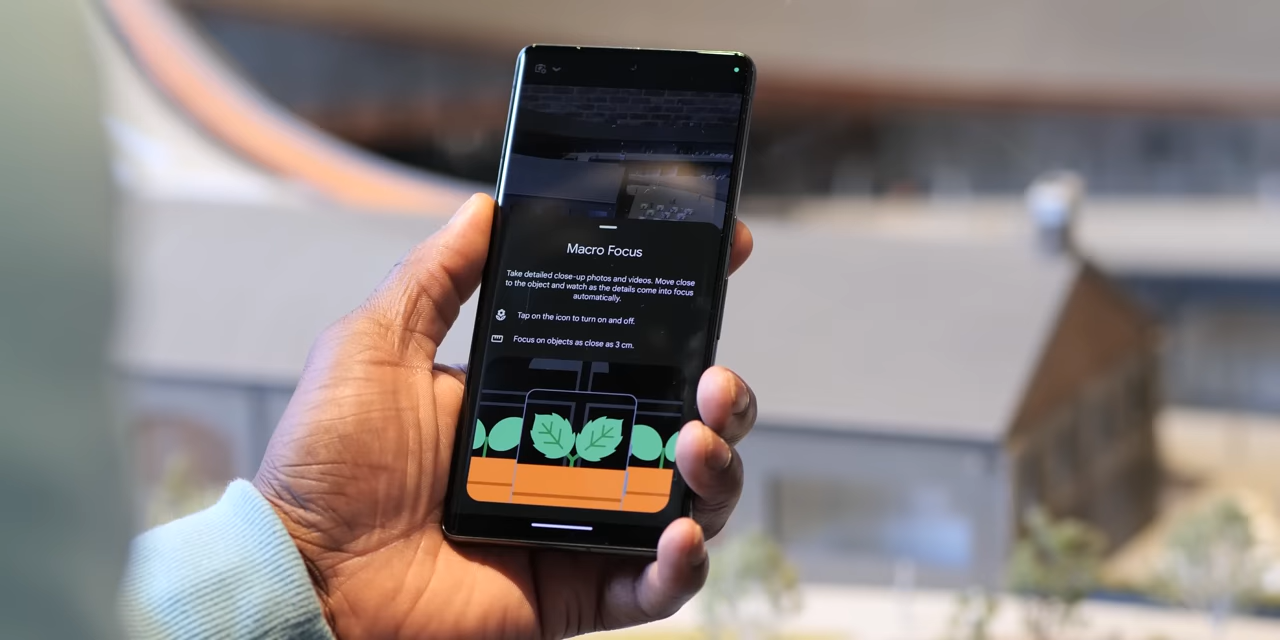 Macro Focus
Take detailed close-up photos and videos. Move close
to the object and watch as the details come into focus
automatically.
Tap on the icon to turn on and off.
Focus on objects as close as 3 cm.